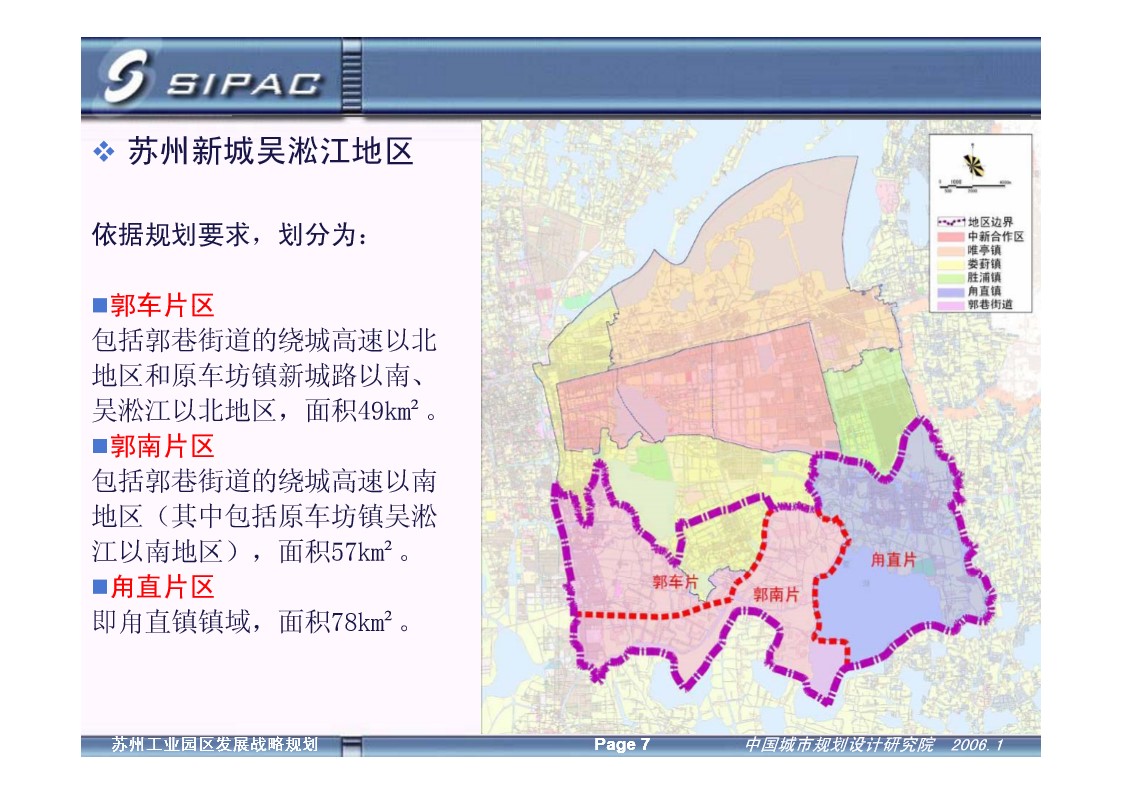 SIPAC
苏州新城吴淞江地区
依据规划要求，划分为：
郭车片区
包括郭巷街道的绕城高速以北
地区和原车坊镇新城路以南、
吴淞江以北地区，面积49km²。
郭南片区
包括郭巷街道的绕城高速以南
地区（其中包括原车坊镇吴淞
江以南地区），面积57km²。
甪直片区
即甪直镇镇域，面积78km²。
地区边界
中新合作区
唯亭镇
娄葑镇
胜浦镇
甪直镇
郭巷街道
郭车片
郭南片
甪直片
苏州工业园区发展战略规划
Page 7
中国城市规划设计研究院 2006.1